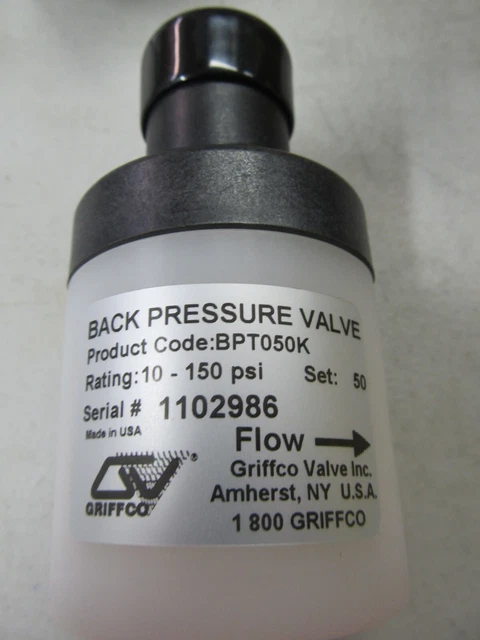 BACK PRESSURE VALVE
Product Code:BPT050K
Rating:10 - 150 psi Set: 50
Serial # 1102986
Made in USA
Flow
GRIFFCO®
Griffco Valve Inc.
Amherst, NY U.S.A.
1 800 GRIFFCO